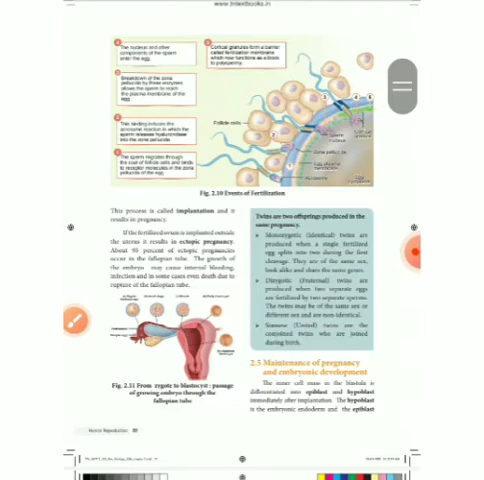 www.tntextbooks.in
4
The nucleus and other
components of the sperm
enter the egg.
5
Cortical granules form a barrier
called fertilization membrane
which now functions as a block
to polyspermy.
3
Breakdown of the zona
pellucida by these enzymes
allows the sperm to reach
the plasma membrane of the
egg.
2
This binding induces the
acrosome reaction in which the
sperm releases hyaluronidase
into the zona pellucida.
1
The sperm migrates through
the coat of follicle cells and binds
to receptor molecules in the zona
pellucida of the egg.
Follicle cells
Sperm
nucleus
Cortical
granule
Zona pellucida
Egg plasma
membrane
Acrosome
Egg
cytoplasm
Fig. 2.10 Events of Fertilization
This process is called implantation and it
results in pregnancy.
If the fertilized ovum is implanted outside
the uterus it results in ectopic pregnancy.
About 95 percent of ectopic pregnancies
occur in the fallopian tube. The growth of
the embryo may cause internal bleeding,
infection and in some cases even death due to
rupture of the fallopian tube.
Fig. 2.11 From zygote to blastocyst : passage
of growing embryo through the
fallopian tube
Twins are two offsprings produced in the
same pregnancy.
Monozygotic (Identical) twins are
produced when a single fertilized
egg splits into two during the first
cleavage. They are of the same sex,
look alike and share the same genes.
Dizygotic (Fraternal) twins are
produced when two separate eggs
are fertilized by two separate sperms.
The twins may be of the same sex or
different sex and are non-identical.
Siamese (United) twins are the
conjoined twins who are joined
during birth.
2.5 Maintenance of pregnancy
and embryonic development
The inner cell mass in the blastula is
differentiated into epiblast and hypoblast
immediately after implantation. The hypoblast
is the embryonic endoderm and the epiblast
Human Reproduction